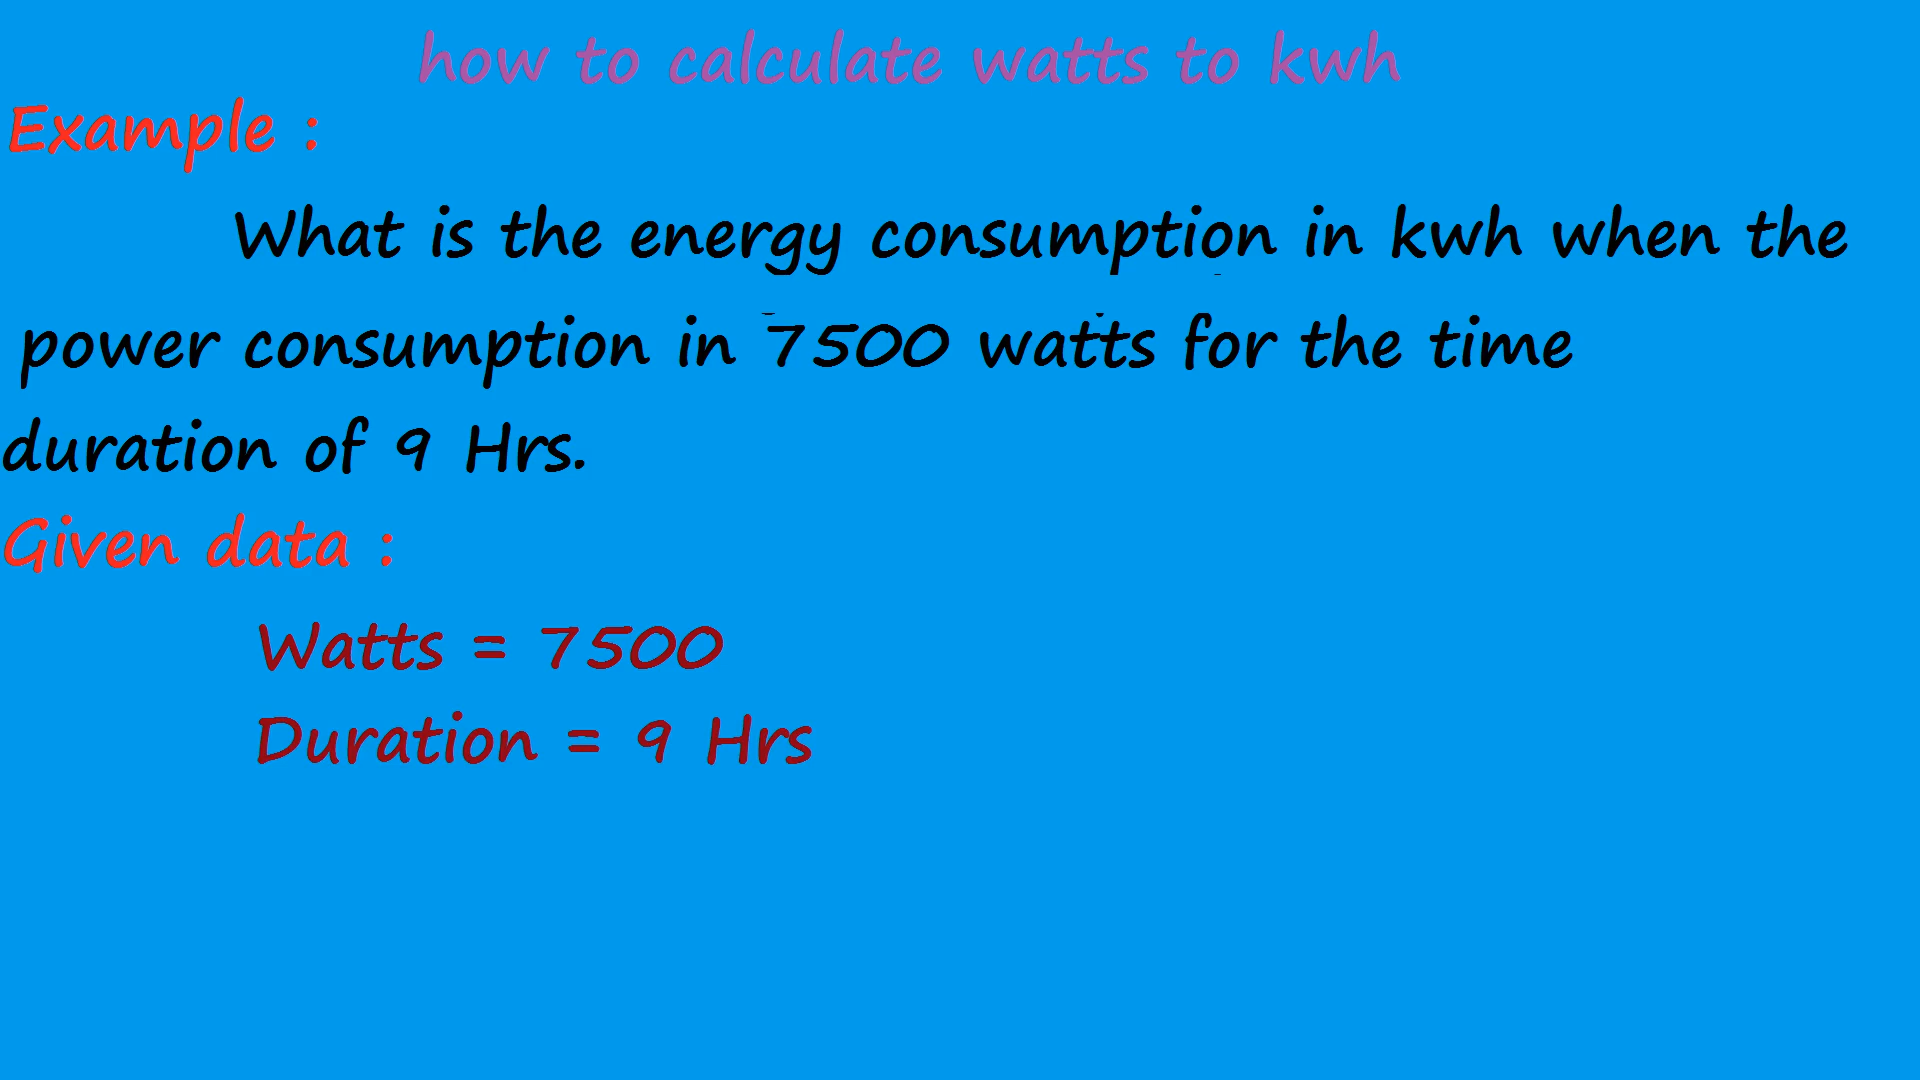 how to calculate watts to kwh
Example :
What is the energy consumption in kwh when the
power consumption in 7500 watts for the time
duration of 9 Hrs.
Given data :
Watts = 7500
Duration = 9 Hrs